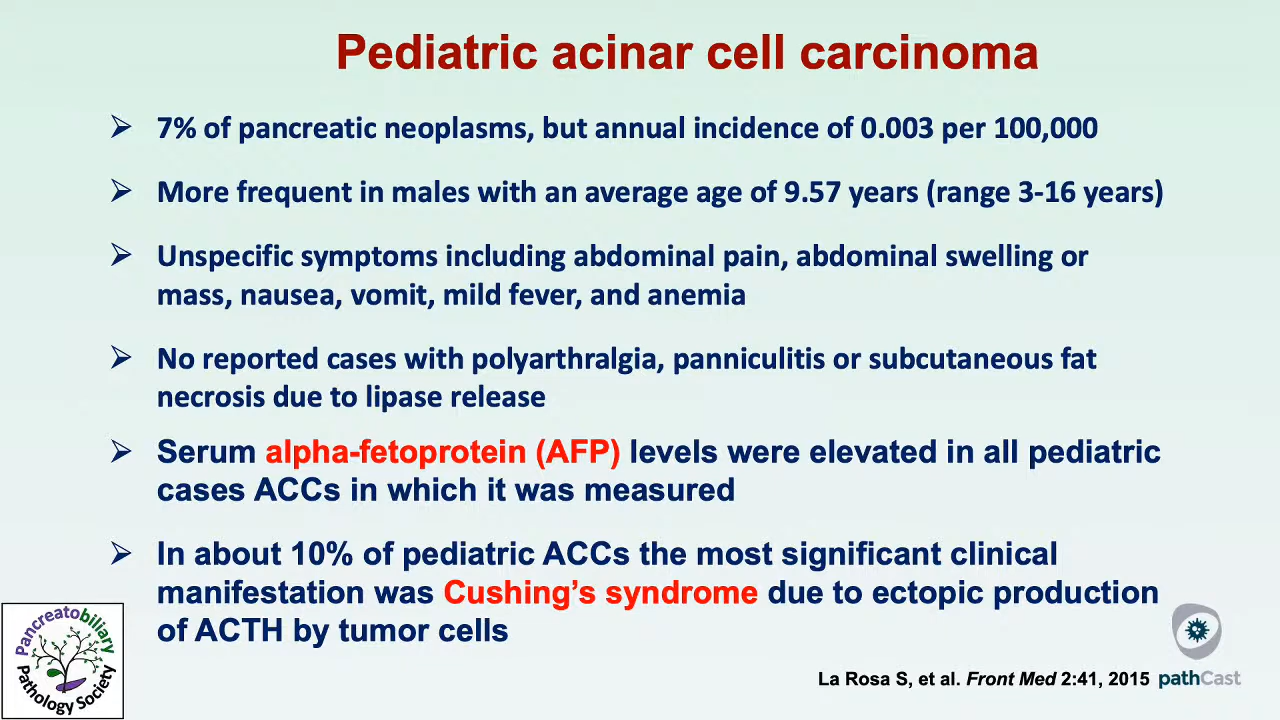 Pediatric acinar cell carcinoma
➢ 7% of pancreatic neoplasms, but annual incidence of 0.003 per 100,000
➢ More frequent in males with an average age of 9.57 years (range 3-16 years)
➢ Unspecific symptoms including abdominal pain, abdominal swelling or
mass, nausea, vomit, mild fever, and anemia
➢ No reported cases with polyarthralgia, panniculitis or subcutaneous fat
necrosis due to lipase release
➢ Serum alpha-fetoprotein (AFP) levels were elevated in all pediatric
cases ACCs in which it was measured
➢ In about 10% of pediatric ACCs the most significant clinical
manifestation was Cushing’s syndrome due to ectopic production
of ACTH by tumor cells
Pancreatobiliary
Pathology Society
La Rosa S, et al. Front Med 2:41, 2015
pathCast